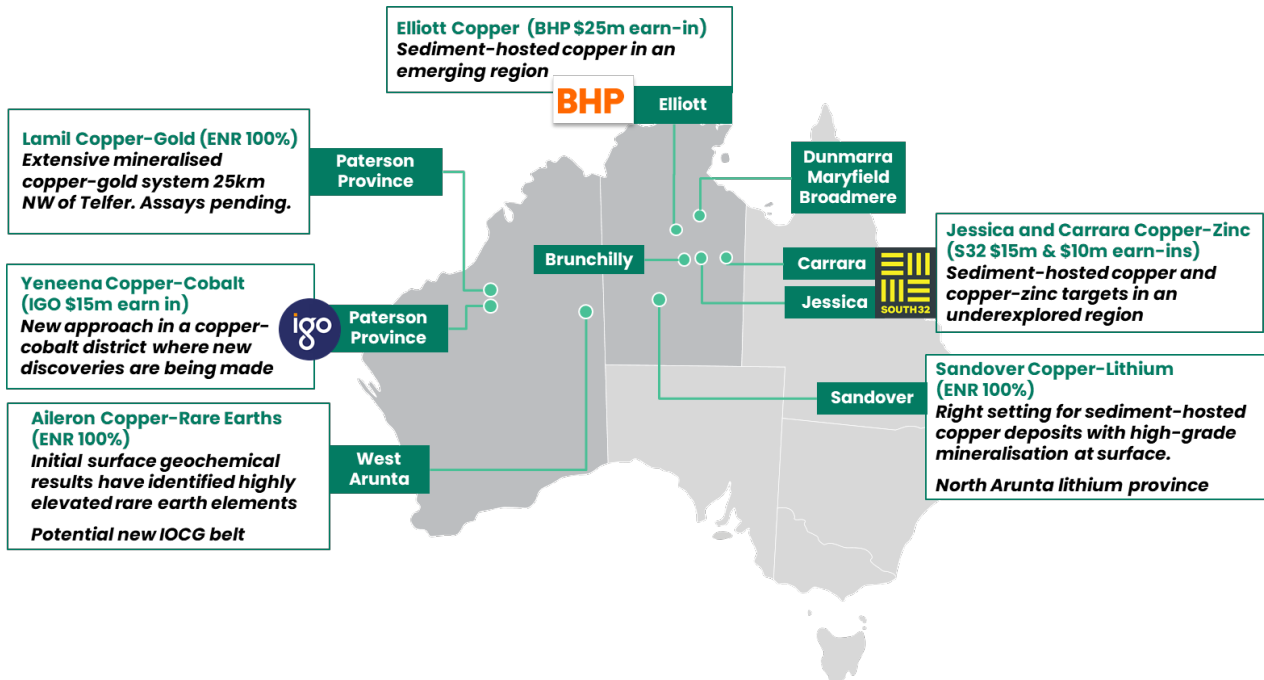 Elliott Copper (BHP $25m earn-in)
Sediment-hosted copper in an
emerging region
BHP
Elliott
Lamil Copper-Gold (ENR 100%)
Extensive mineralised
copper-gold system 25km
NW of Telfer. Assays pending.
Paterson
Province
Dunmarra
Maryfield
Broadmere
Yeneena Copper-Cobalt
(IGO $15m earn in)
New approach in a copper-
cobalt district where new
discoveries are being made
igo
Paterson
Province
Brunchilly
Carrara
Jessica
SOUTH32
Jessica and Carrara Copper-Zinc
(S32 $15m & $10m earn-ins)
Sediment-hosted copper and
copper-zinc targets in an
underexplored region
Aileron Copper-Rare Earths
(ENR 100%)
Initial surface geochemical
results have identified highly
elevated rare earth elements
Potential new IOCG belt
West
Arunta
Sandover
Sandover Copper-Lithium
(ENR 100%)
Right setting for sediment-hosted
copper deposits with high-grade
mineralisation at surface.
North Arunta lithium province